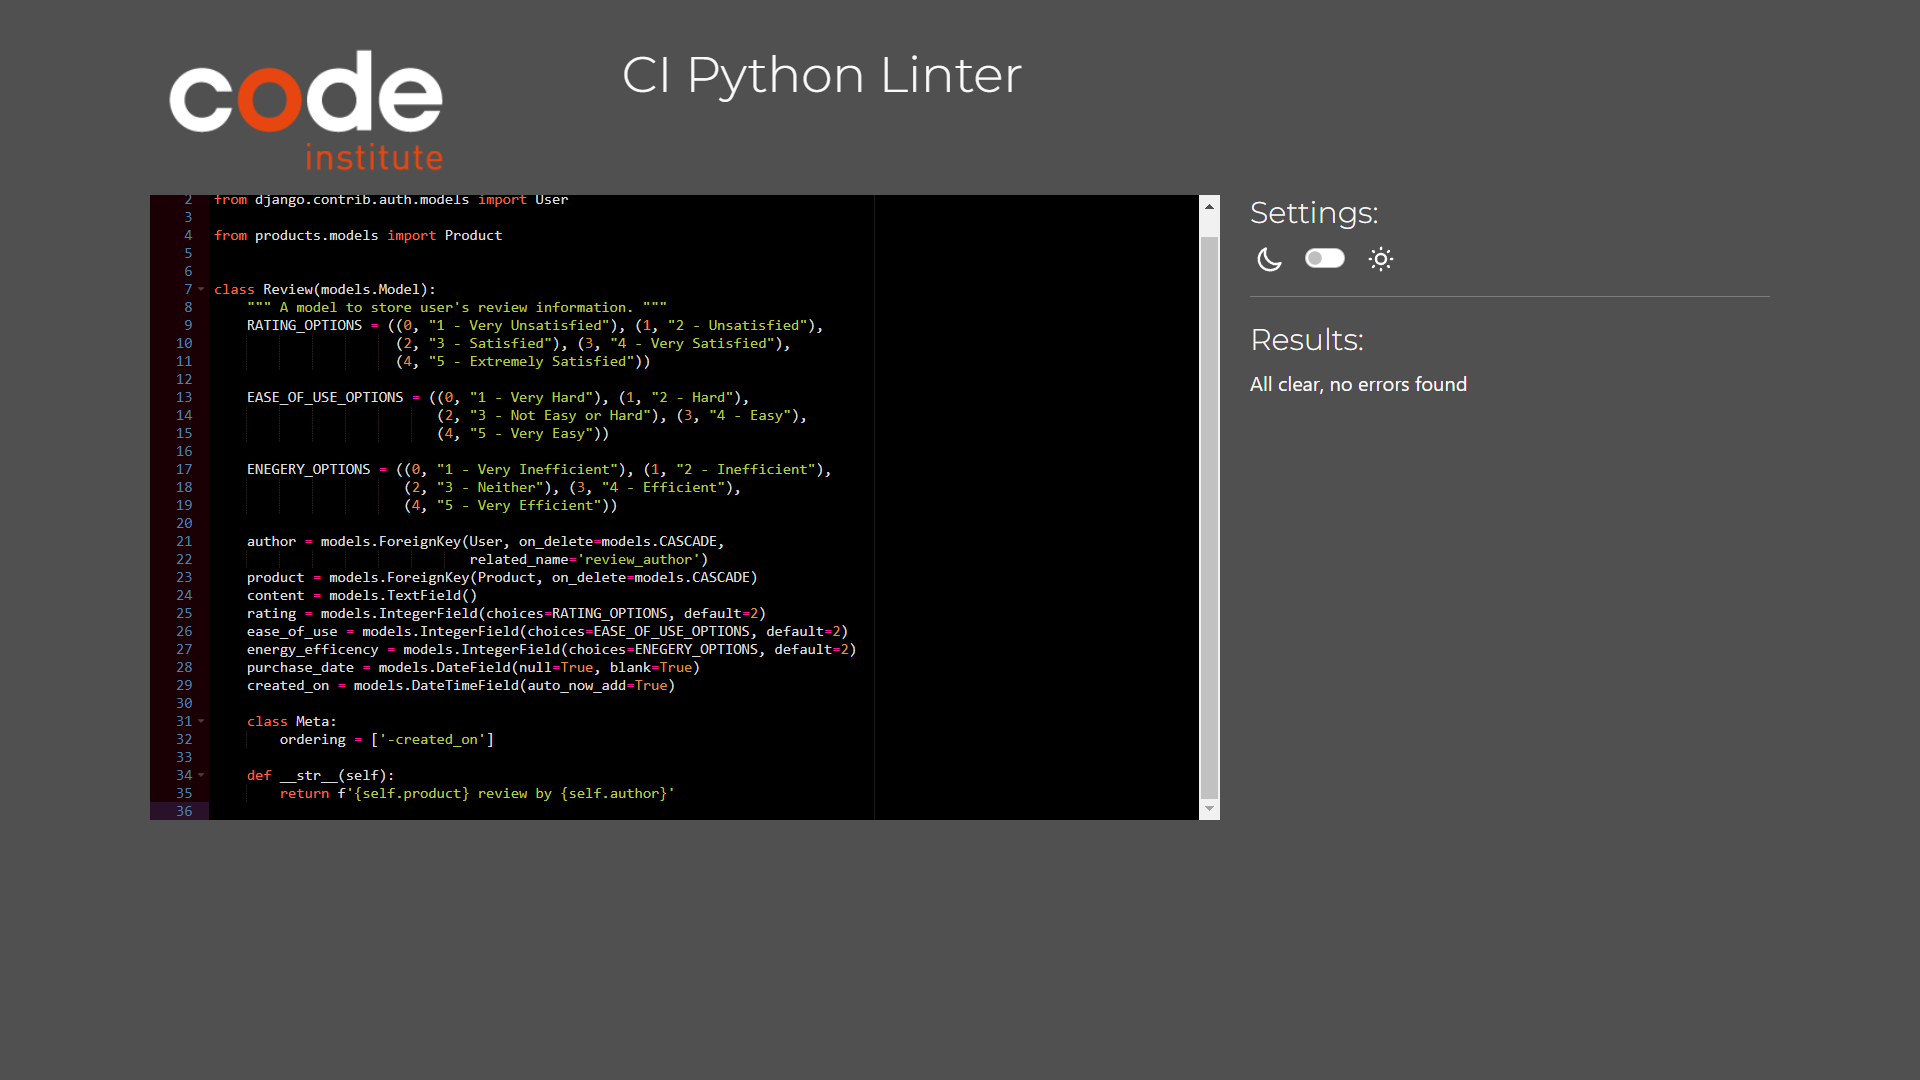 code
institute
CI Python Linter
2 from django.contrib.auth.models import User
3
4 from products.models import Product
5
6
7 class Review(models.Model):
8     """ A model to store user's review information. """
9     RATING_OPTIONS = ((0, "1 - Very Unsatisfied"), (1, "2 - Unsatisfied"),
10                       (2, "3 - Satisfied"), (3, "4 - Very Satisfied"),
11                       (4, "5 - Extremely Satisfied"))
12
13     EASE_OF_USE_OPTIONS = ((0, "1 - Very Hard"), (1, "2 - Hard"),
14                            (2, "3 - Not Easy or Hard"), (3, "4 - Easy"),
15                            (4, "5 - Very Easy"))
16
17     ENEGERY_OPTIONS = ((0, "1 - Very Inefficient"), (1, "2 - Inefficient"),
18                        (2, "3 - Neither"), (3, "4 - Efficient"),
19                        (4, "5 - Very Efficient"))
20
21     author = models.ForeignKey(User, on_delete=models.CASCADE,
22                                related_name='review_author')
23     product = models.ForeignKey(Product, on_delete=models.CASCADE)
24     content = models.TextField()
25     rating = models.IntegerField(choices=RATING_OPTIONS, default=2)
26     ease_of_use = models.IntegerField(choices=EASE_OF_USE_OPTIONS, default=2)
27     energy_efficency = models.IntegerField(choices=ENEGERY_OPTIONS, default=2)
28     purchase_date = models.DateField(null=True, blank=True)
29     created_on = models.DateTimeField(auto_now_add=True)
30
31     class Meta:
32         ordering = ['-created_on']
33
34     def __str__(self):
35         return f'{self.product} review by {self.author}'
36
Settings:
Results:
All clear, no errors found